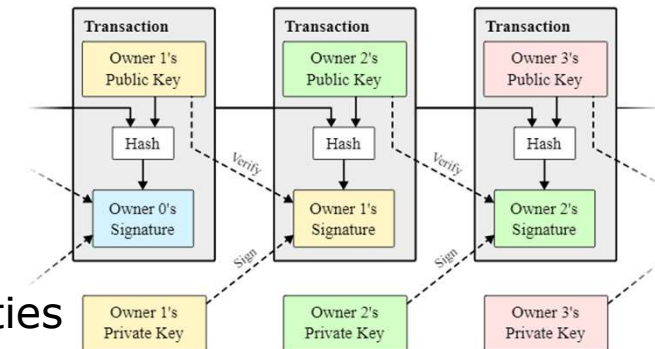 Transaction
Owner 1's
Public Key
Hash
Owner 0's
Signature
Transaction
Owner 2's
Public Key
Hash
Verify
Owner 1's
Signature
Sign
Transaction
Owner 3's
Public Key
Hash
Verify
Owner 2's
Signature
Sign
ties
Owner 1's
Private Key
Owner 2's
Private Key
Owner 3's
Private Key